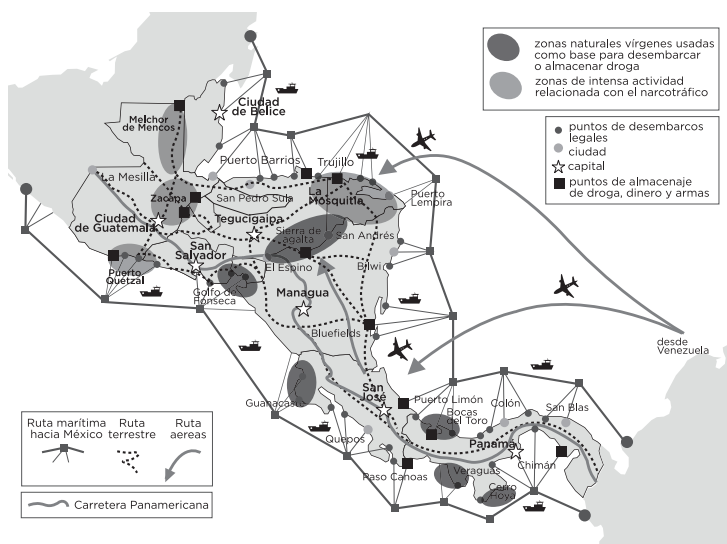 zonas naturales vírgenes usadas
como base para desembarcar
o almacenar droga
zonas de intensa actividad
relacionada con el narcotráfico
puntos de desembarcos
legales
ciudad
capital
puntos de almacenaje
de droga, dinero y armas
Ciudad
de Belice
Melchor
de Mencos
Puerto Barrios
Trujillo
La Mesilla
Zacapa
San Pedro Sula
La
Mosquitia
Puerto
Lempira
Ciudad
de Guatemala
Tegucigalpa
Sierra de
agalta
San Andrés
San
Salvador
El Espino
Bilwi
Puerto
Quetzal
Golfo de
Fonseca
Managua
Bluefields
desde
Venezuela
San
José
Guanacaste
Puerto Limón
Bocas
del Toro
Colón
San Blas
Quepos
Panamá
Paso Canoas
Veraguas
Chimán
Cerro
Hoya
Ruta marítima
hacia México
Ruta
terrestre
Ruta
aereas
Carretera Panamericana